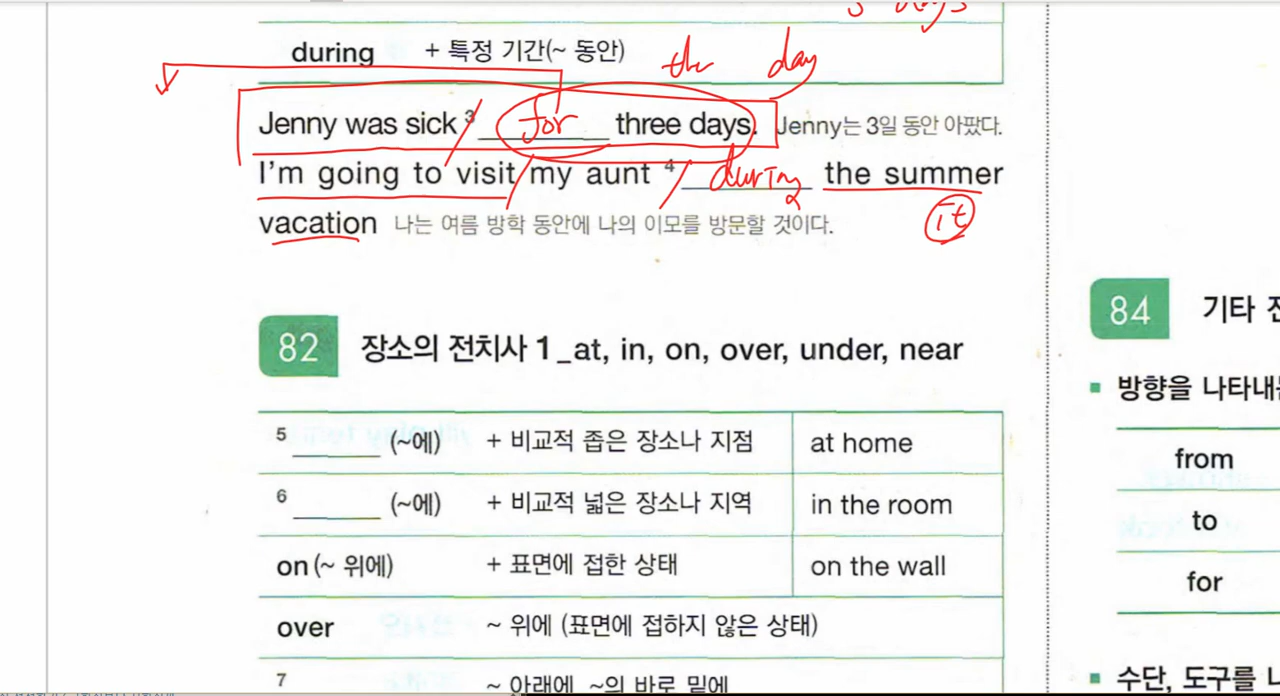 3 days
during + 특정 기간(~ 동안)
the day
Jenny was sick 3 for three days. Jenny는 3일 동안 아팠다.
I'm going to visit my aunt 4 during the summer
vacation 나는 여름 방학 동안에 나의 이모를 방문할 것이다.
it
82 장소의 전치사 1_at, in, on, over, under, near
5 ______ (~에) + 비교적 좁은 장소나 지점 at home
6 ______ (~에) + 비교적 넓은 장소나 지역 in the room
on (~ 위에) + 표면에 접한 상태 on the wall
over ~ 위에 (표면에 접하지 않은 상태)
7 ~ 아래에, ~의 바로 밑에
84 기타
방향을 나타내는
from
to
for
수단, 도구를